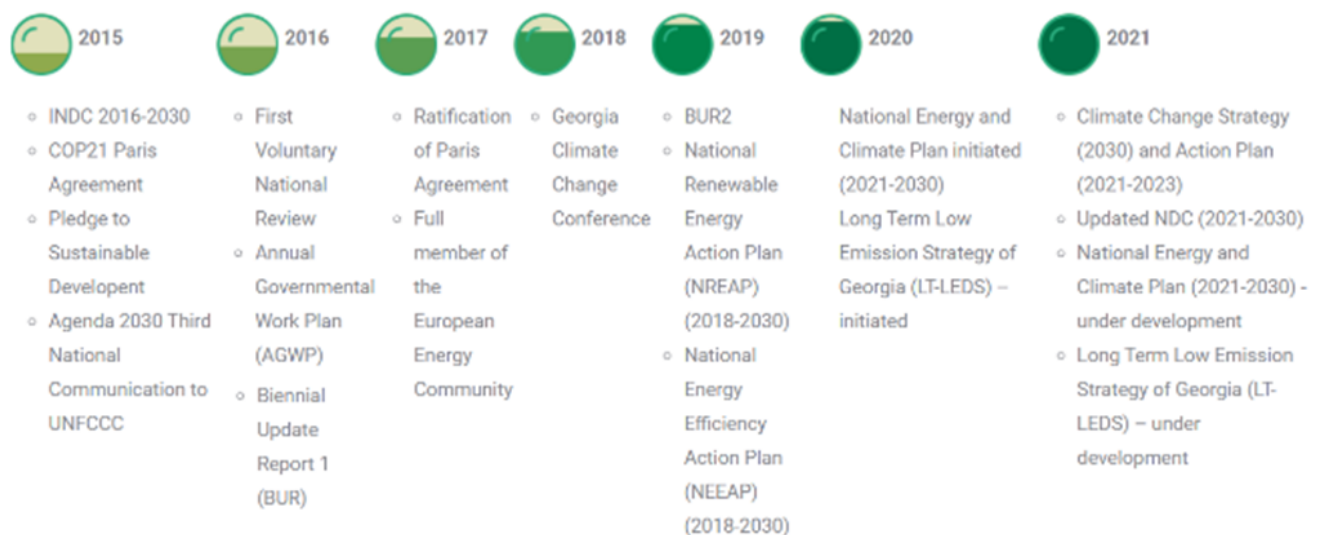 2015
INDC 2016-2030
COP21 Paris
Agreement
Pledge to
Sustainable
Developent
Agenda 2030 Third
National
Communication to
UNFCCC
2016
First
Voluntary
National
Review
Annual
Governmental
Work Plan
(AGWP)
Biennial
Update
Report 1
(BUR)
2017
Ratification
of Paris
Agreement
Full
member of
the
European
Energy
Community
2018
Georgia
Climate
Change
Conference
2019
BUR2
National
Renewable
Energy
Action Plan
(NREAP)
(2018-2030)
National
Energy
Efficiency
Action Plan
(NEEAP)
(2018-2030)
2020
National Energy and
Climate Plan initiated
(2021-2030)
Long Term Low
Emission Strategy of
Georgia (LT-LEDS) –
initiated
2021
Climate Change Strategy
(2030) and Action Plan
(2021-2023)
Updated NDC (2021-2030)
National Energy and
Climate Plan (2021-2030) -
under development
Long Term Low Emission
Strategy of Georgia (LT-
LEDS) – under
development